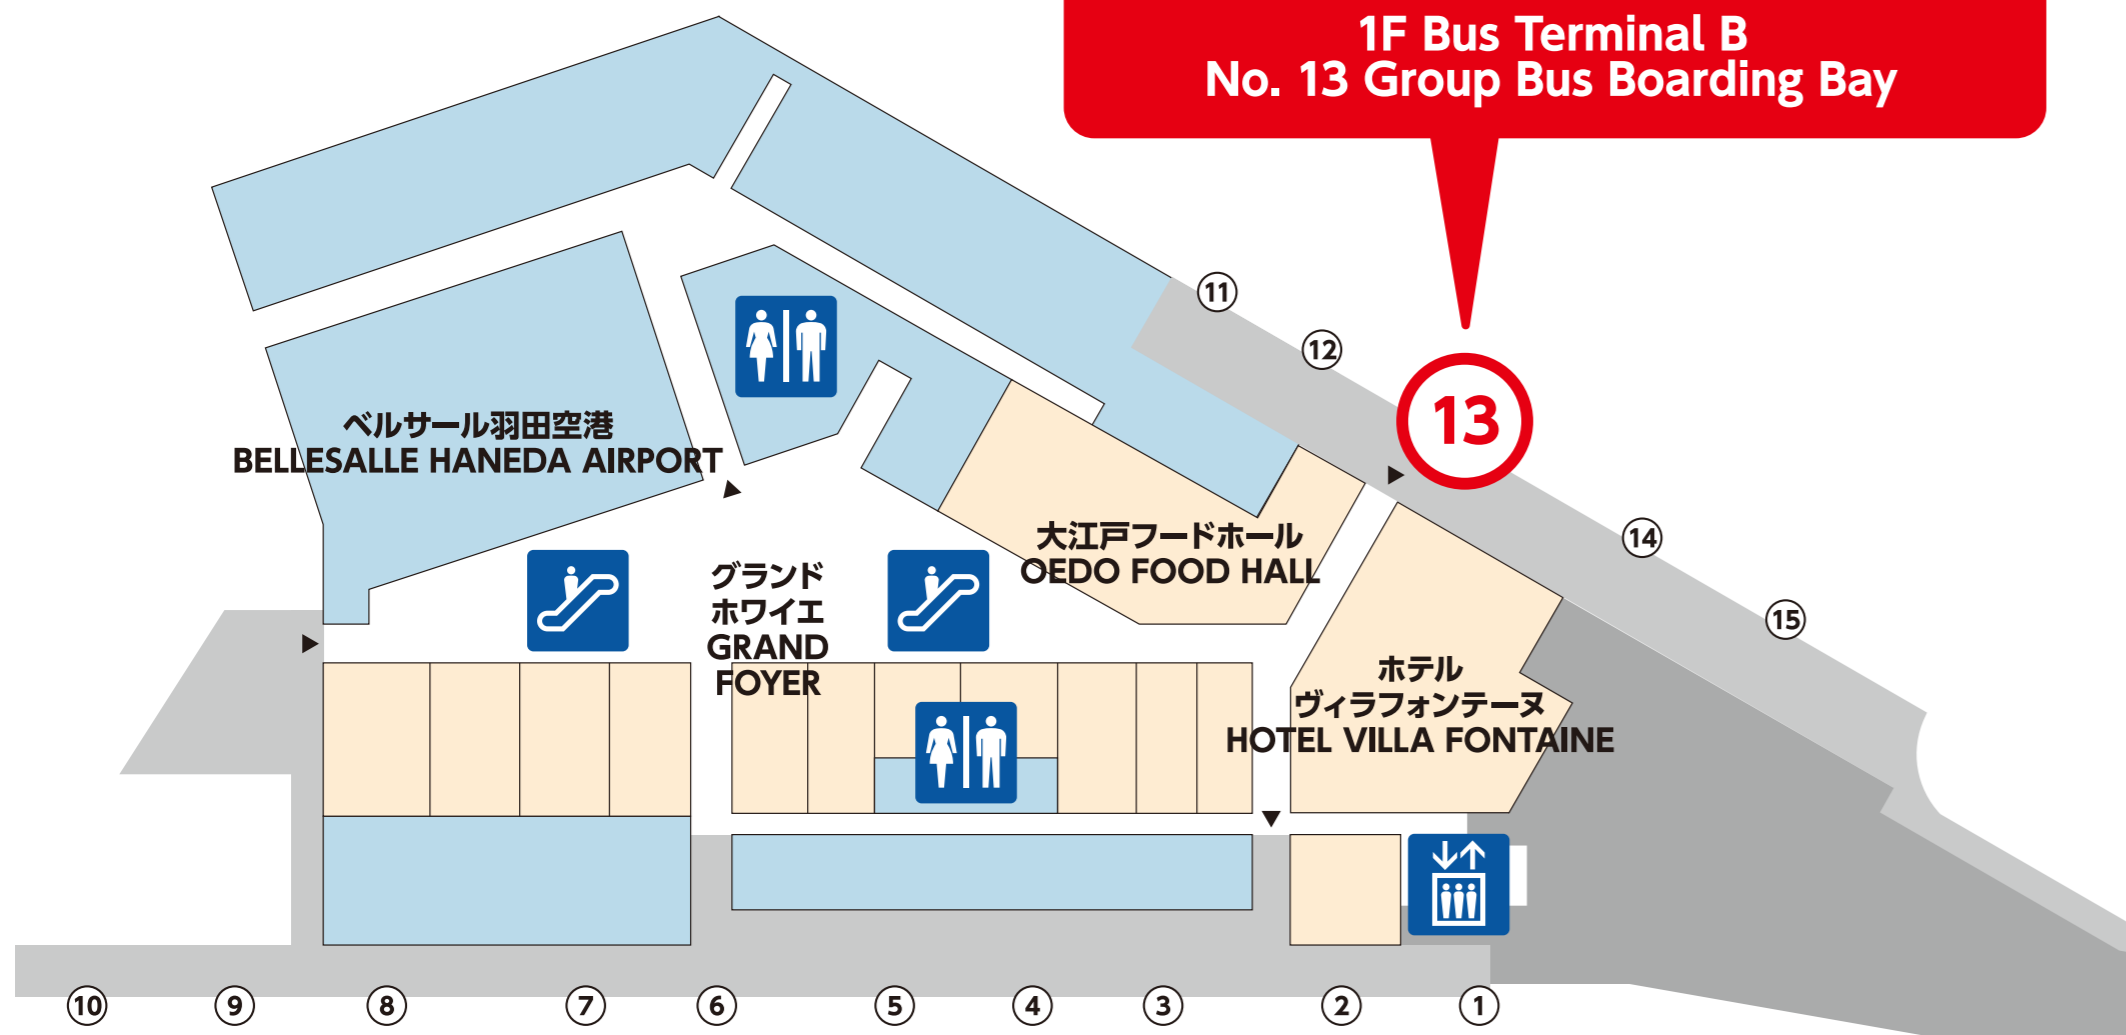 1F Bus Terminal B
No. 13 Group Bus Boarding Bay
11
12
13
14
15
ベルサール羽田空港
BELLESALLE HANEDA AIRPORT
大江戸フードホール
OEDO FOOD HALL
グランド
ホワイエ
GRAND
FOYER
ホテル
ヴィラフォンテーヌ
HOTEL VILLA FONTAINE
10
9
8
7
6
5
4
3
2
1